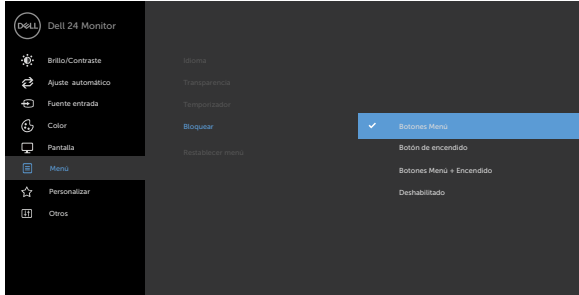 DELL Dell 24 Monitor
Brillo/Contraste
Ajuste automático
Fuente entrada
Color
Pantalla
Menú
Personalizar
Otros
Idioma
Transparencia
Temporizador
Bloquear
Restablecer menú
Botones Menú
Botón de encendido
Botones Menú + Encendido
Deshabilitado